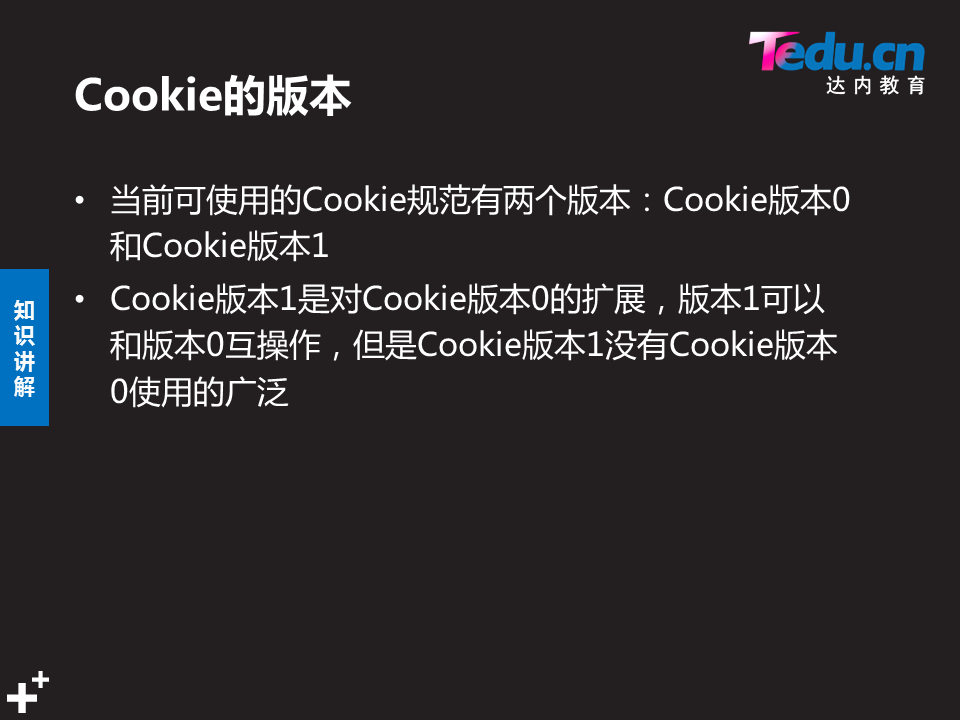 Tedu.cn
达内教育
Cookie的版本
• 当前可使用的Cookie规范有两个版本：Cookie版本0
和Cookie版本1
• Cookie版本1是对Cookie版本0的扩展，版本1可以
和版本0互操作，但是Cookie版本1没有Cookie版本
0使用的广泛
知
识
讲
解